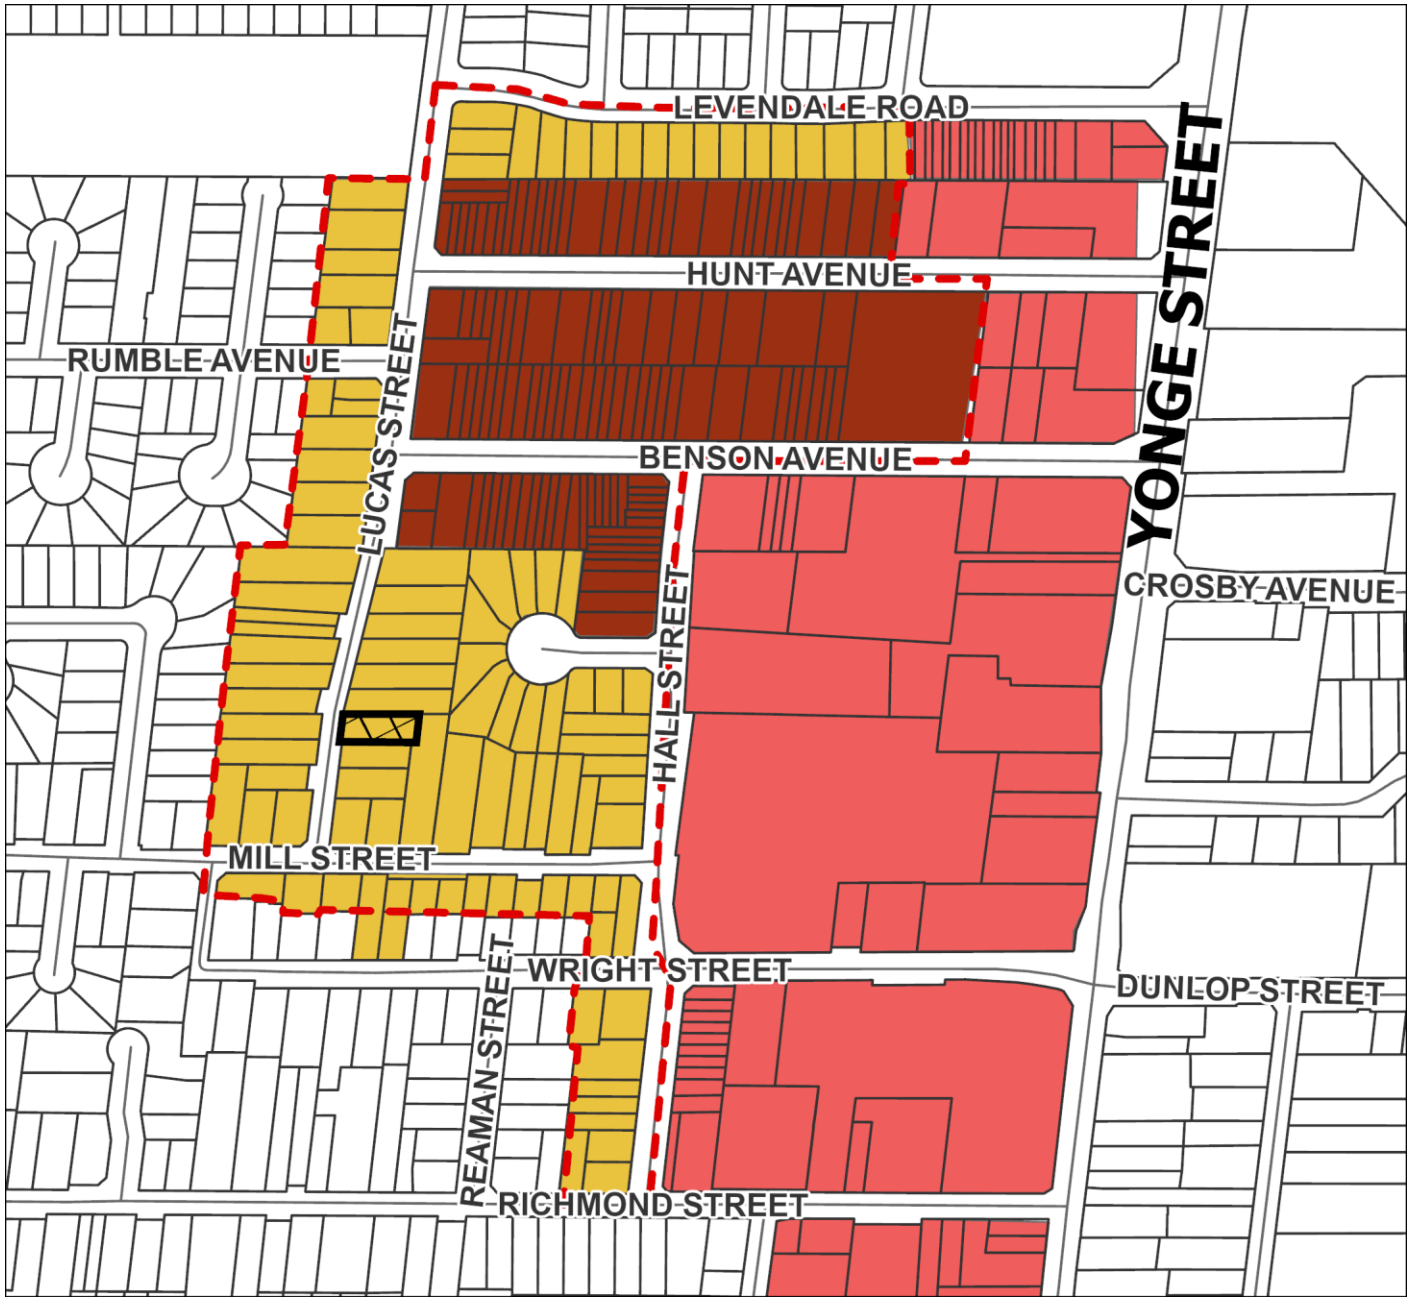 LEVENDALE ROAD
YONGE STREET
HUNT AVENUE
RUMBLE AVENUE
LUCAS STREET
BENSON AVENUE
CROSBY AVENUE
HALL STREET
MILL STREET
WRIGHT STREET
DUNLOP STREET
REAMAN STREET
RICHMOND STREET